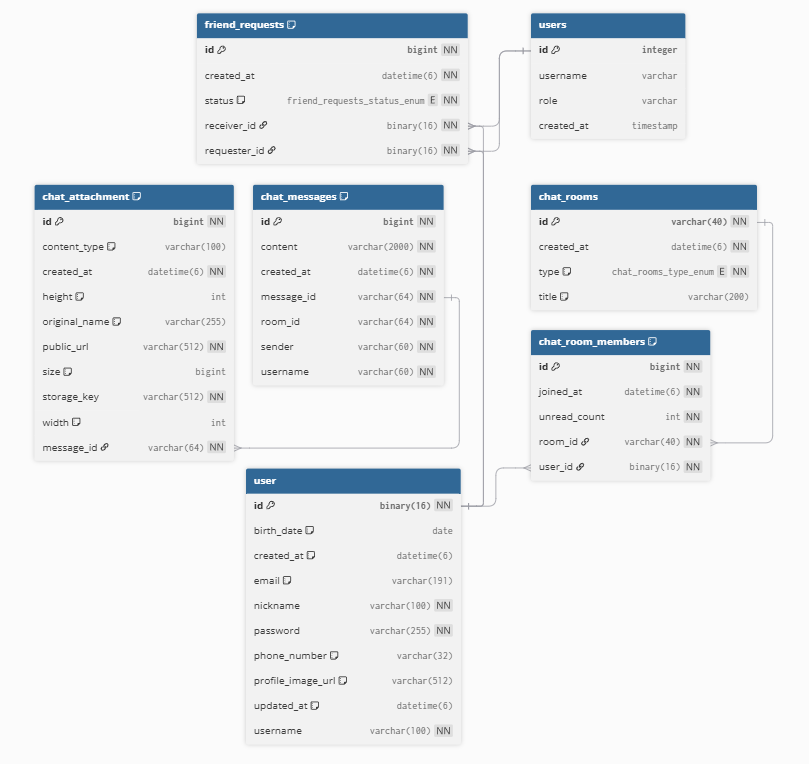 friend_requests
id bigint NN
created_at datetime(6) NN
status friend_requests_status_enum E NN
receiver_id binary(16) NN
requester_id binary(16) NN
users
id integer
username varchar
role varchar
created_at timestamp
chat_attachment
id bigint NN
content_type varchar(100)
created_at datetime(6) NN
height int
original_name varchar(255)
public_url varchar(512) NN
size bigint
storage_key varchar(512) NN
width int
message_id varchar(64) NN
chat_messages
id bigint NN
content varchar(2000) NN
created_at datetime(6) NN
message_id varchar(64) NN
room_id varchar(64) NN
sender varchar(60) NN
username varchar(60) NN
chat_rooms
id varchar(40) NN
created_at datetime(6) NN
type chat_rooms_type_enum E NN
title varchar(200)
chat_room_members
id bigint NN
joined_at datetime(6) NN
unread_count int NN
room_id varchar(40) NN
user_id binary(16) NN
user
id binary(16) NN
birth_date date
created_at datetime(6)
email varchar(191)
nickname varchar(100) NN
password varchar(255) NN
phone_number varchar(32)
profile_image_url varchar(512)
updated_at datetime(6)
username varchar(100) NN